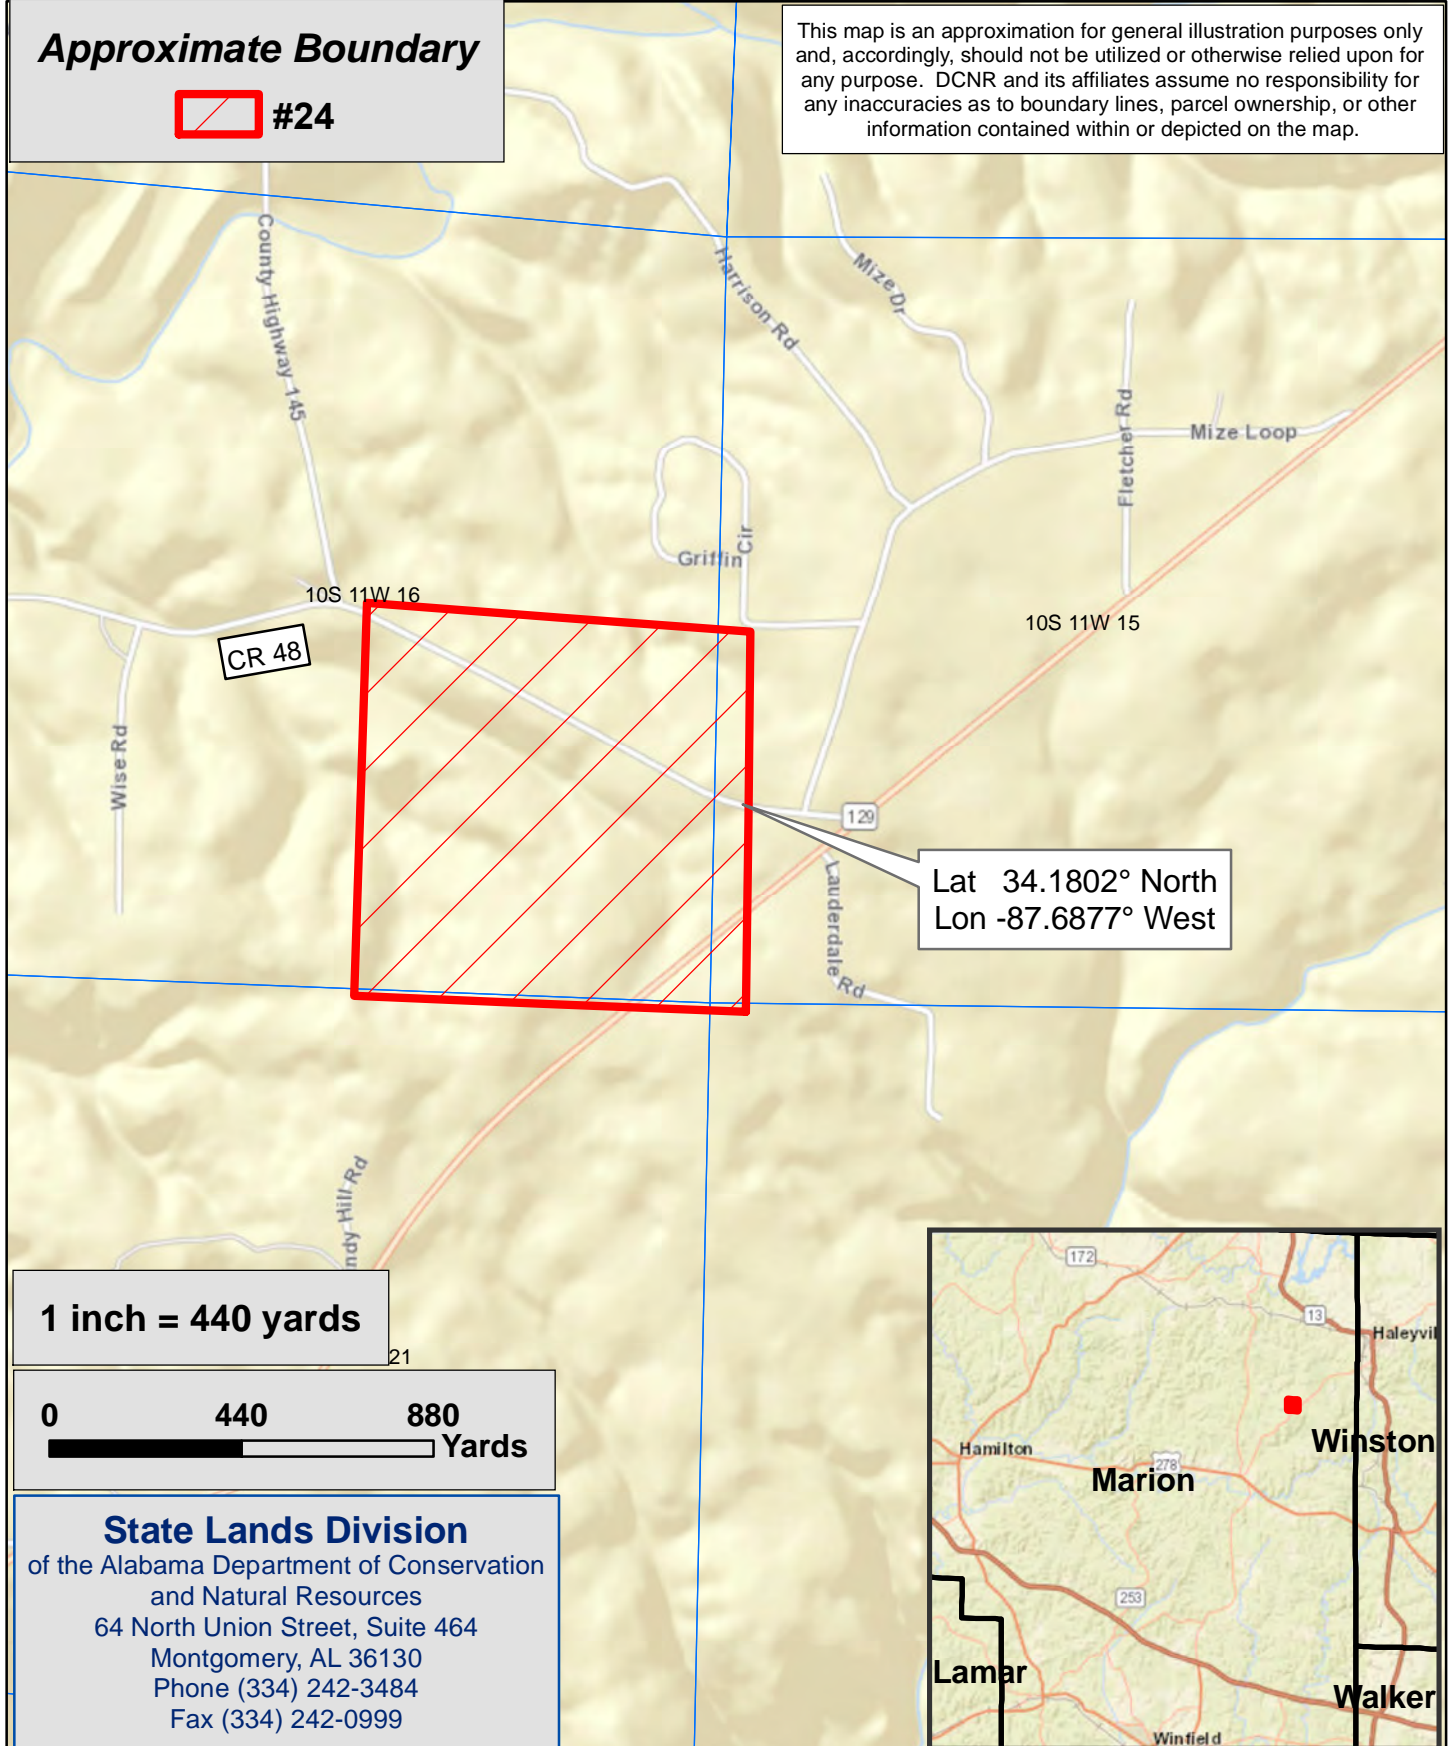 Approximate Boundary
#24
This map is an approximation for general illustration purposes only
and, accordingly, should not be utilized or otherwise relied upon for
any purpose. DCNR and its affiliates assume no responsibility for
any inaccuracies as to boundary lines, parcel ownership, or other
information contained within or depicted on the map.
County Highway 145
Harrison Rd
Mize Dr
Fletcher Rd
Mize Loop
Griffin Cir
10S 11W 16
10S 11W 15
CR 48
Wise Rd
129
Lat 34.1802° North
Lon -87.6877° West
Lauderdale Rd
ndy Hill Rd
1 inch = 440 yards
21
0 440 880
Yards
State Lands Division
of the Alabama Department of Conservation
and Natural Resources
64 North Union Street, Suite 464
Montgomery, AL 36130
Phone (334) 242-3484
Fax (334) 242-0999
172
13
Haleyvil
Winston
Hamilton
278
Marion
253
Lamar
Walker
Winfield